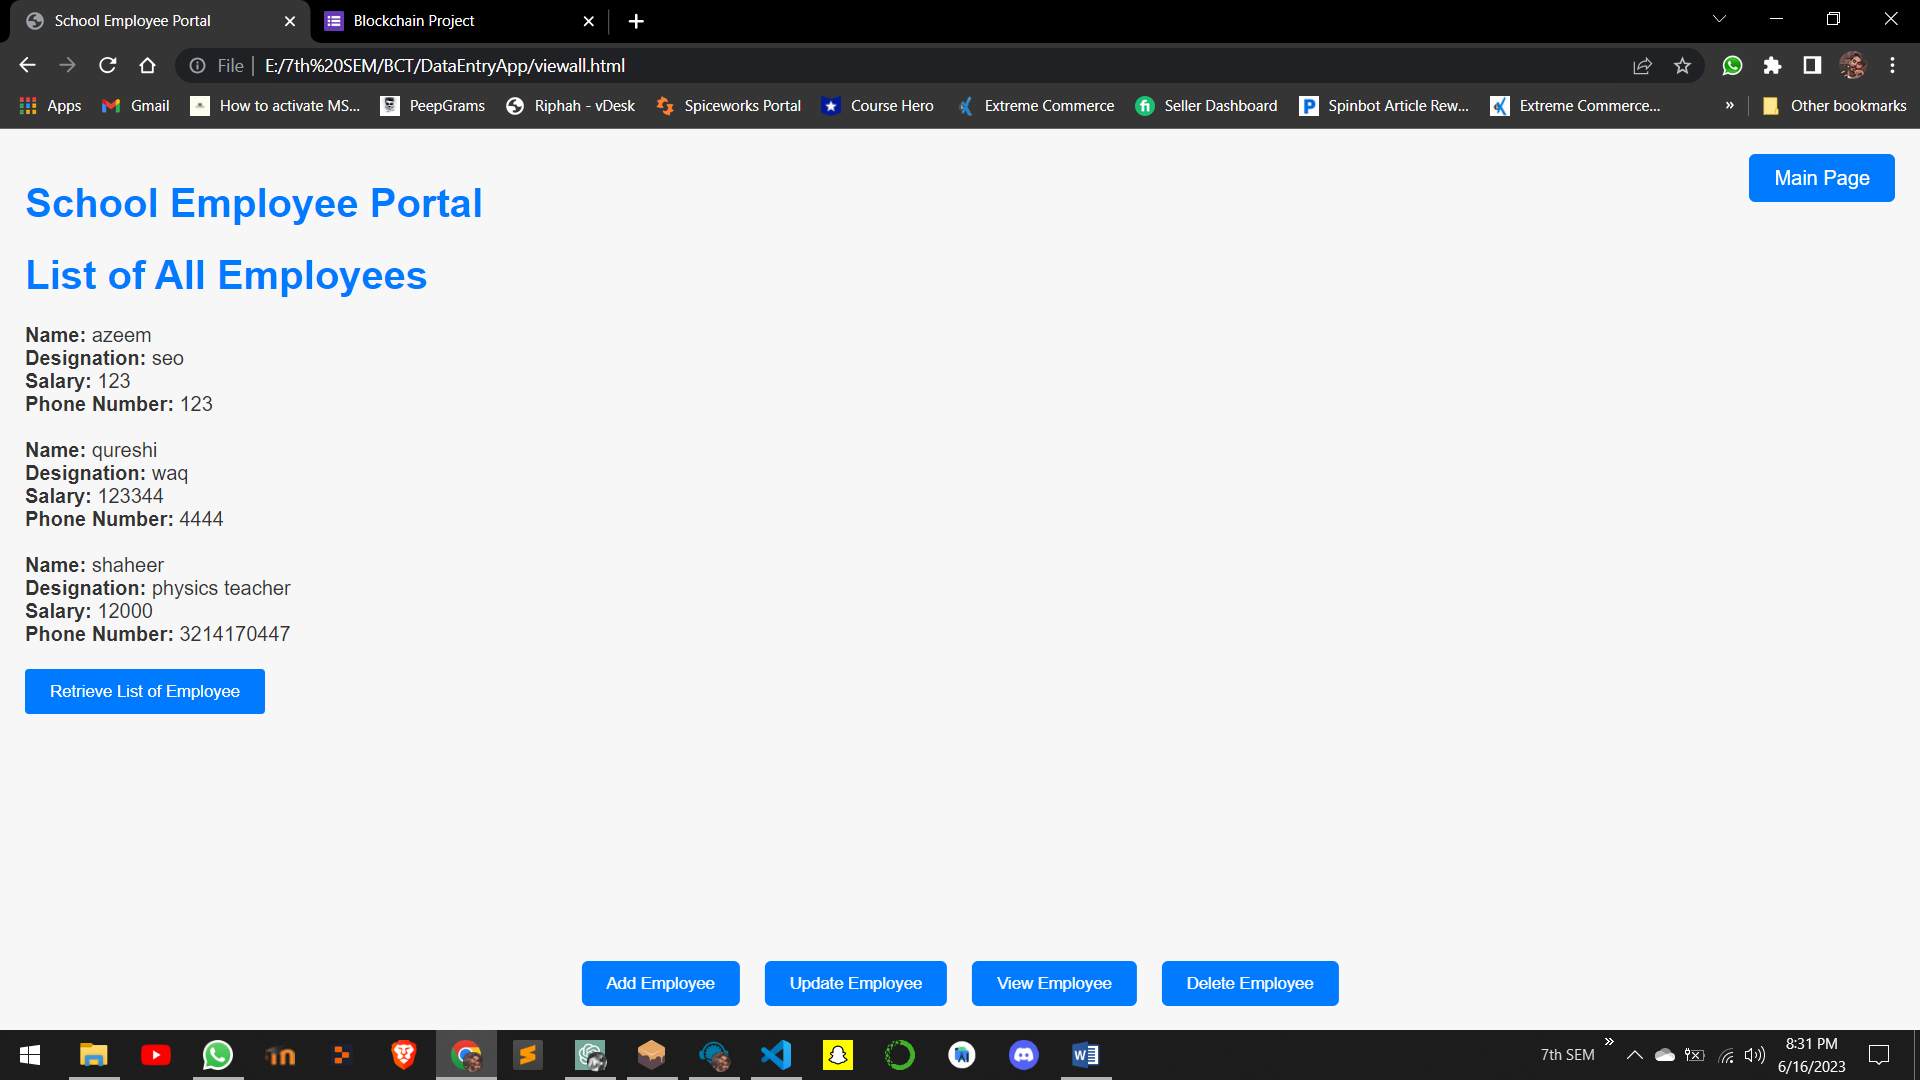 School Employee Portal
Blockchain Project
File
E:/7th%20SEM/BCT/DataEntryApp/viewall.html
Apps
Gmail
How to activate MS...
PeepGrams
Riphah - vDesk
Spiceworks Portal
Course Hero
Extreme Commerce
Seller Dashboard
Spinbot Article Rew...
Extreme Commerce...
»
Other bookmarks
Main Page
School Employee Portal
List of All Employees
Name: azeem
Designation: seo
Salary: 123
Phone Number: 123
Name: qureshi
Designation: waq
Salary: 123344
Phone Number: 4444
Name: shaheer
Designation: physics teacher
Salary: 12000
Phone Number: 3214170447
Retrieve List of Employee
Add Employee
Update Employee
View Employee
Delete Employee
7th SEM
8:31 PM
6/16/2023